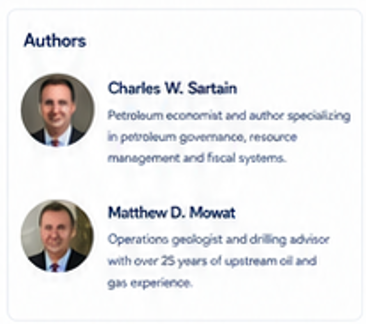 Authors
Charles W. Sartain
Petroleum economist and author specializing
in petroleum governance, resource
management and fiscal systems.
Matthew D. Mowat
Operations geologist and drilling advisor
with over 25 years of upstream oil and
gas experience.